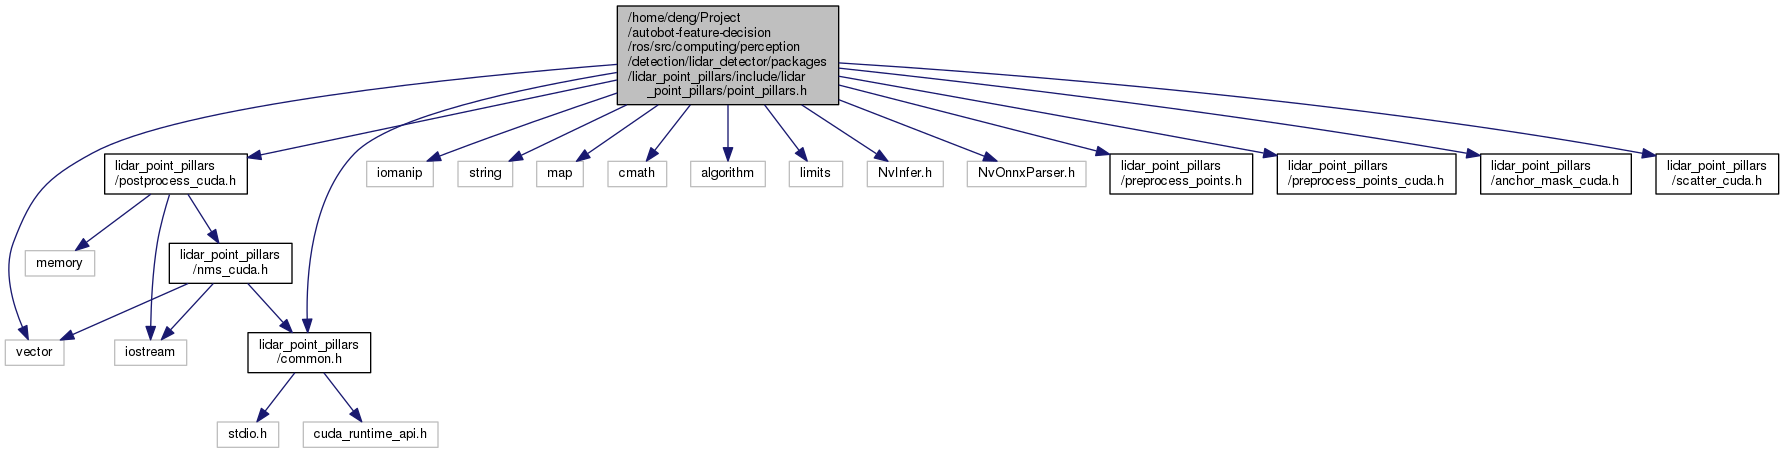 /home/deng/Project
/autobot-feature-decision
/ros/src/computing/perception
/detection/lidar_detector/packages
/lidar_point_pillars/include/lidar
_point_pillars/point_pillars.h
lidar_point_pillars
/postprocess_cuda.h
iomanip
string
map
cmath
algorithm
limits
NvInfer.h
NvOnnxParser.h
lidar_point_pillars
/preprocess_points.h
lidar_point_pillars
/preprocess_points_cuda.h
lidar_point_pillars
/anchor_mask_cuda.h
lidar_point_pillars
/scatter_cuda.h
memory
lidar_point_pillars
/nms_cuda.h
vector
iostream
lidar_point_pillars
/common.h
stdio.h
cuda_runtime_api.h